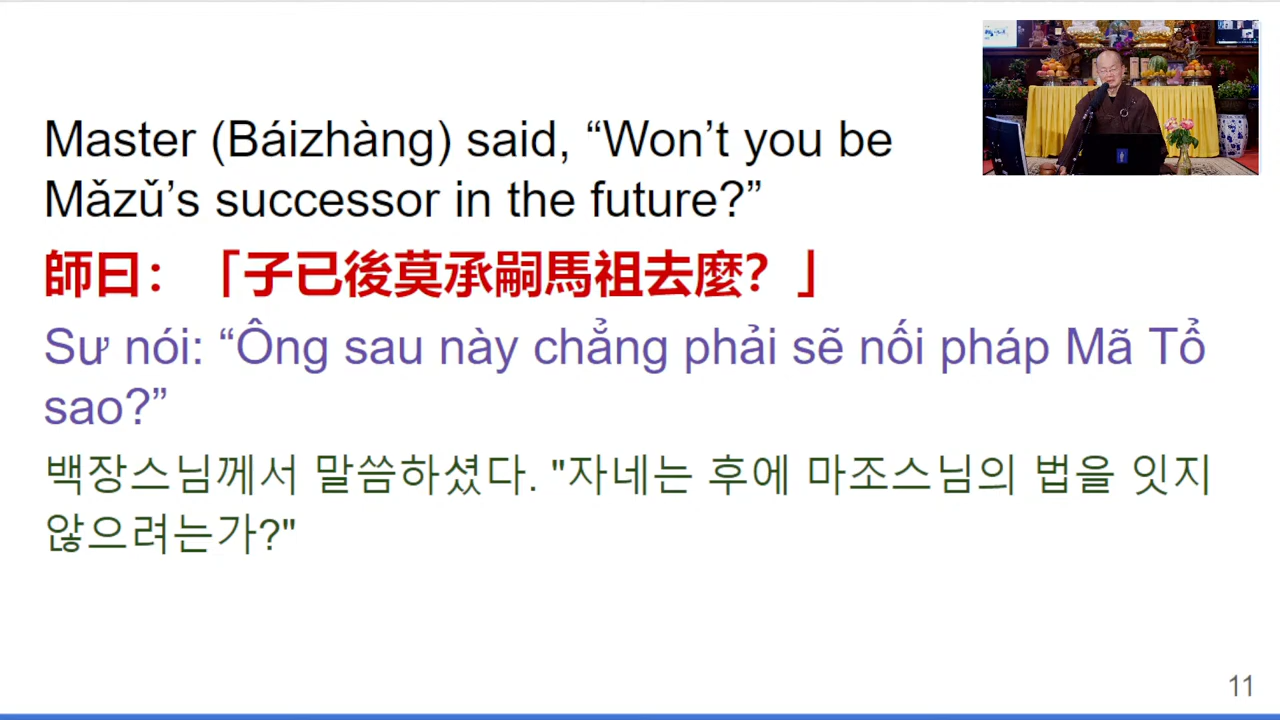 Master (Báizhàng) said, “Won’t you be
Mǎzǔ’s successor in the future?”
師曰：「子已後莫承嗣馬祖去麼？」
Sư nói: “Ông sau này chẳng phải sẽ nối pháp Mã Tổ
sao?”
백장스님께서 말씀하셨다. "자네는 후에 마조스님의 법을 잇지
않으려는가?"
11